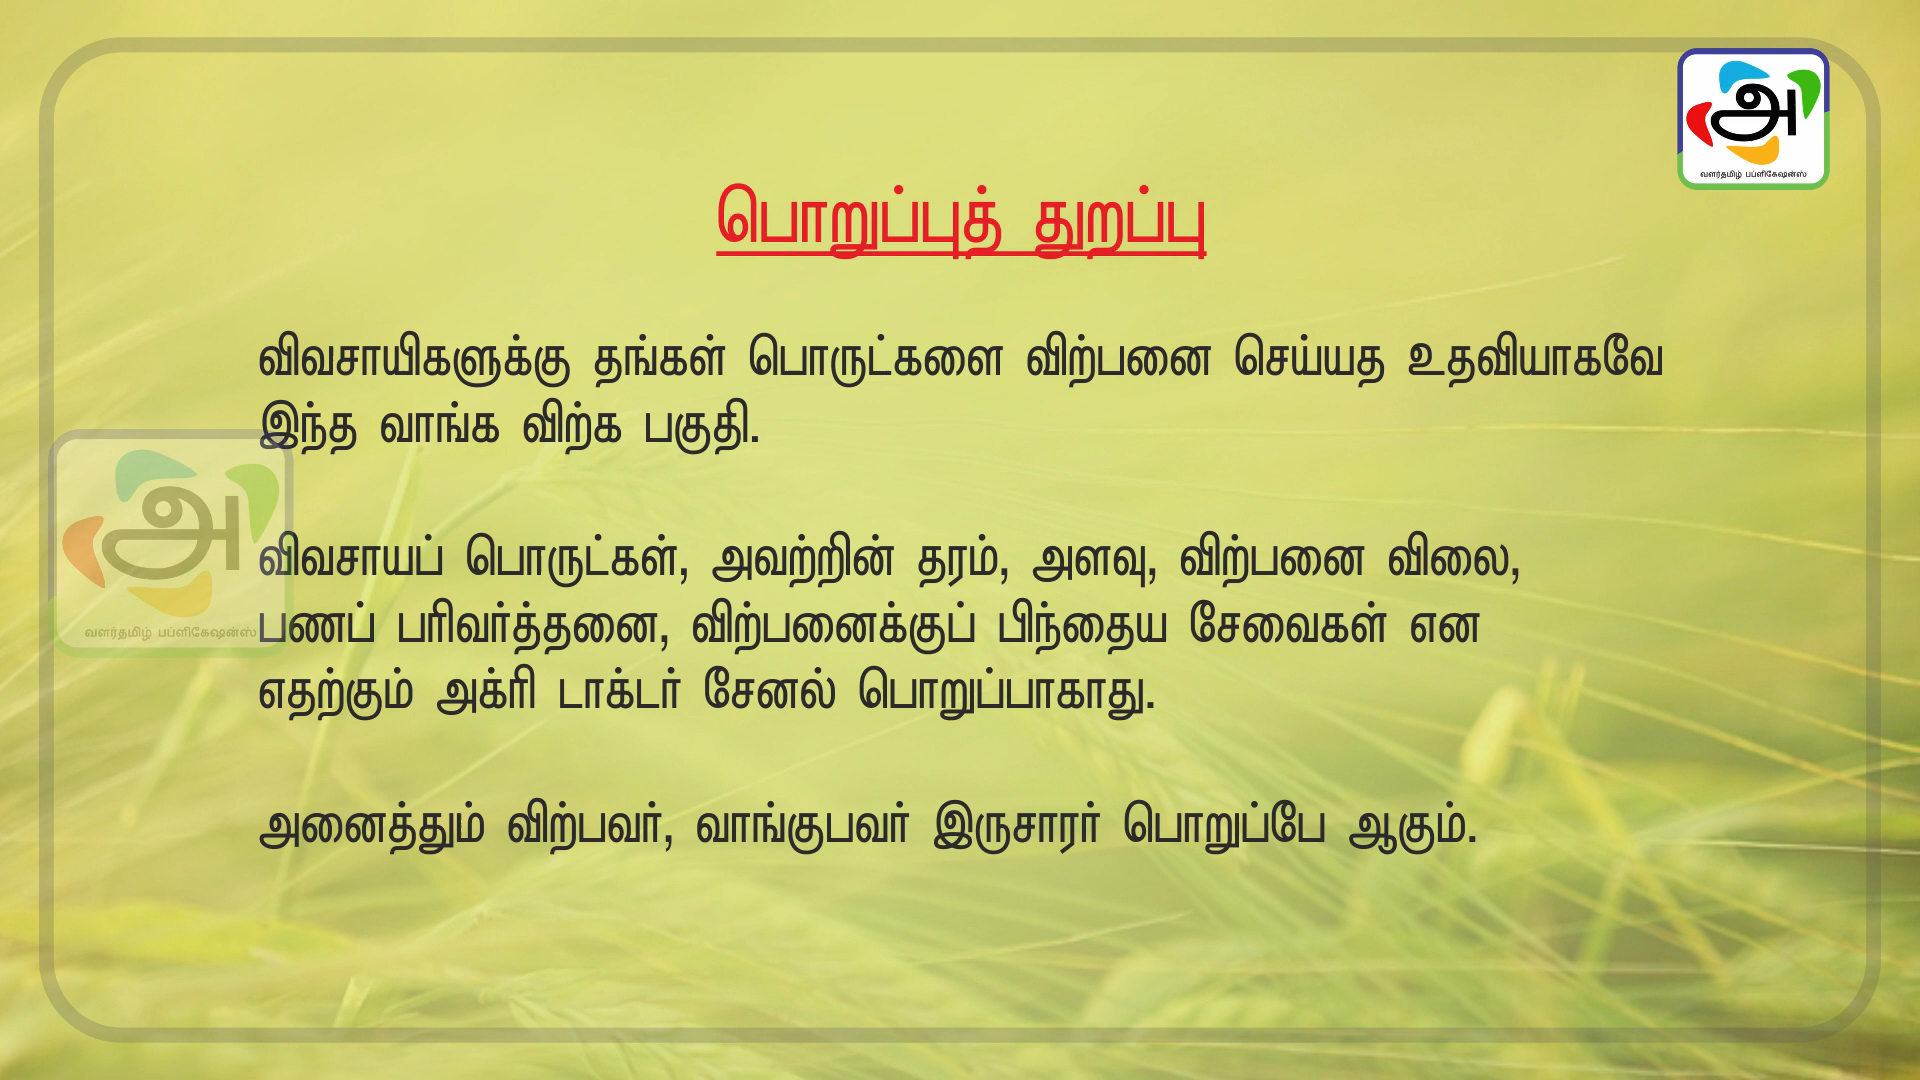 அ
வளர்தமிழ் பப்ளிகேஷன்ஸ்
பொறுப்புத் துறப்பு
விவசாயிகளுக்கு தங்கள் பொருட்களை விற்பனை செய்யத உதவியாகவே
இந்த வாங்க விற்க பகுதி.
விவசாயப் பொருட்கள், அவற்றின் தரம், அளவு, விற்பனை விலை,
பணப் பரிவர்த்தனை, விற்பனைக்குப் பிந்தைய சேவைகள் என
எதற்கும் அக்ரி டாக்டர் சேனல் பொறுப்பாகாது.
அனைத்தும் விற்பவர், வாங்குபவர் இருசாரர் பொறுப்பே ஆகும்.
அ
வளர்தமிழ் பப்ளிகேஷன்ஸ்